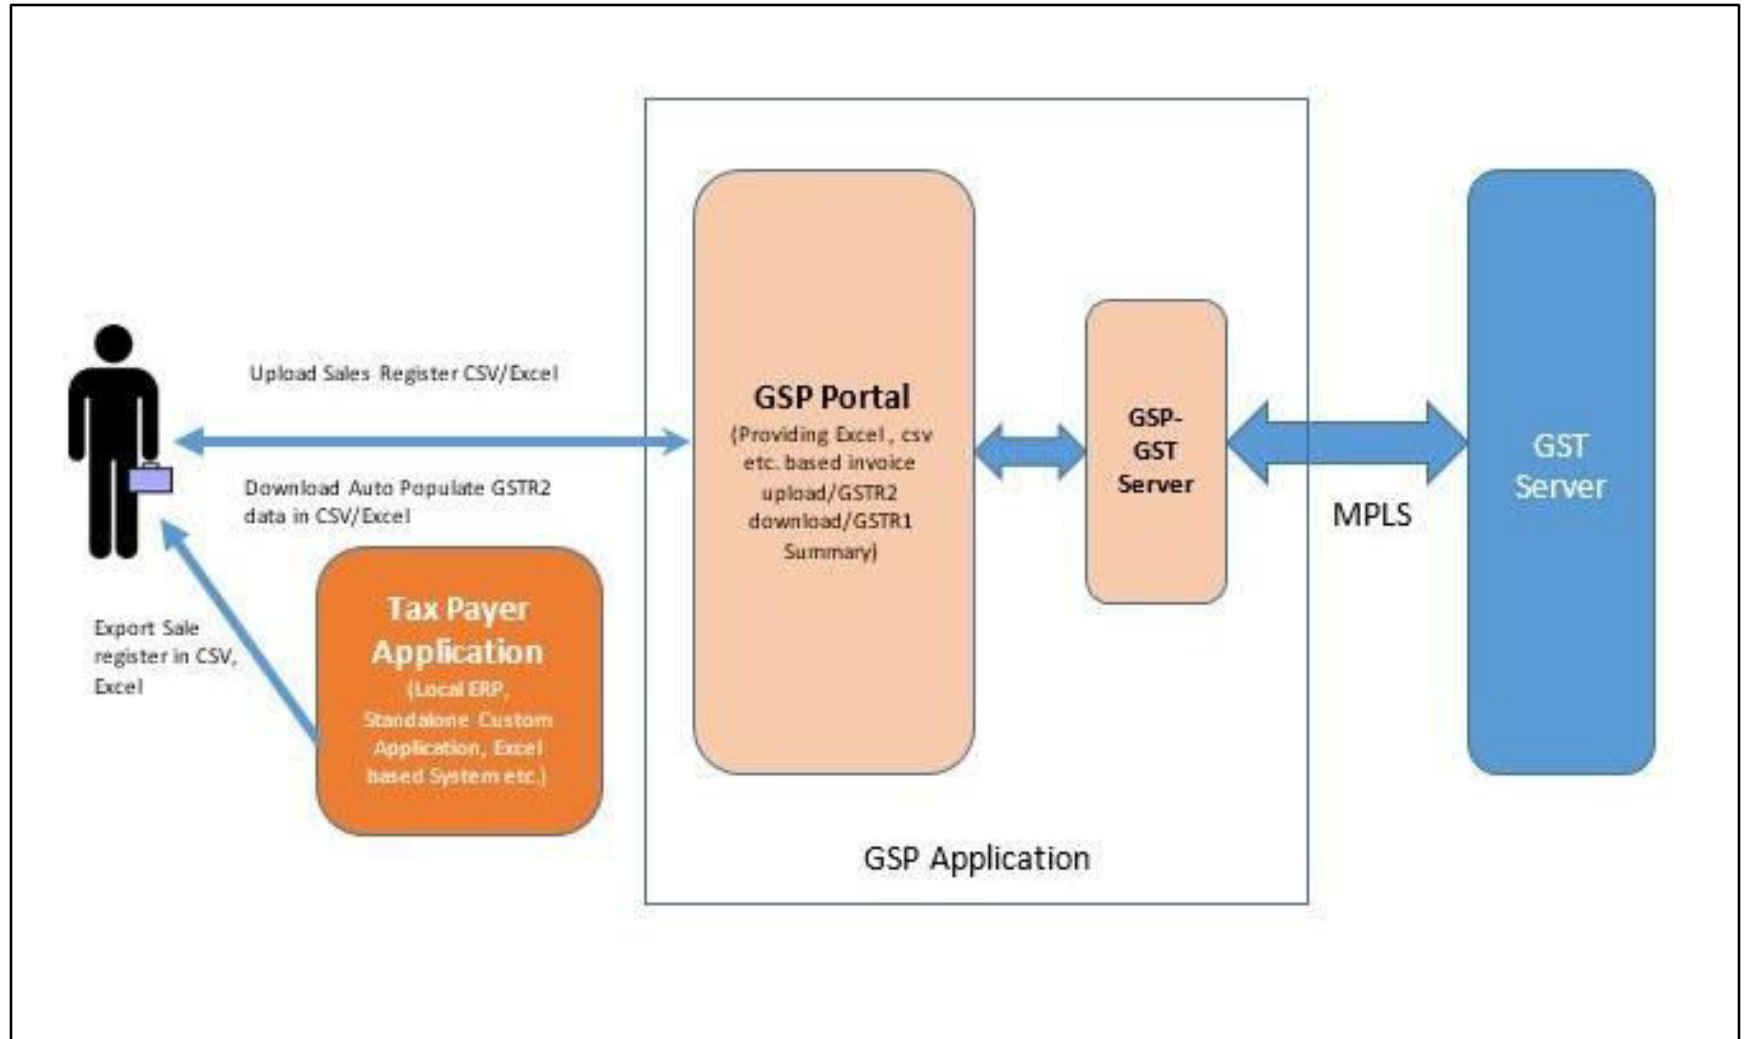 Upload Sales Register CSV/Excel
Download Auto Populate GSTR2
data in CSV/Excel
Export Sale
register in CSV,
Excel
Tax Payer
Application
(Local ERP,
Standalone Custom
Application, Excel
based System etc.)
GSP Portal
(Providing Excel , csv
etc. based invoice
upload/GSTR2
download/GSTR1
Summary)
GSP-
GST
Server
GSP Application
MPLS
GST
Server